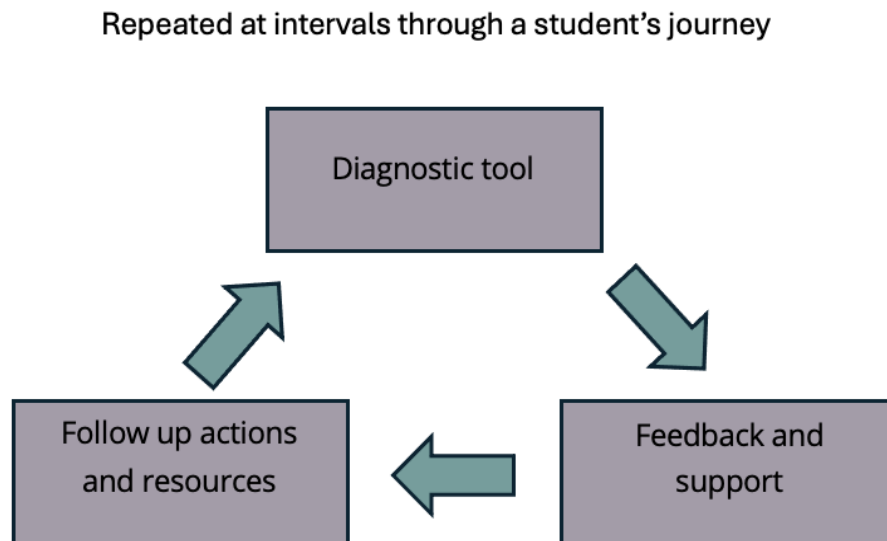 Repeated at intervals through a student’s journey
Diagnostic tool
Feedback and
support
Follow up actions
and resources